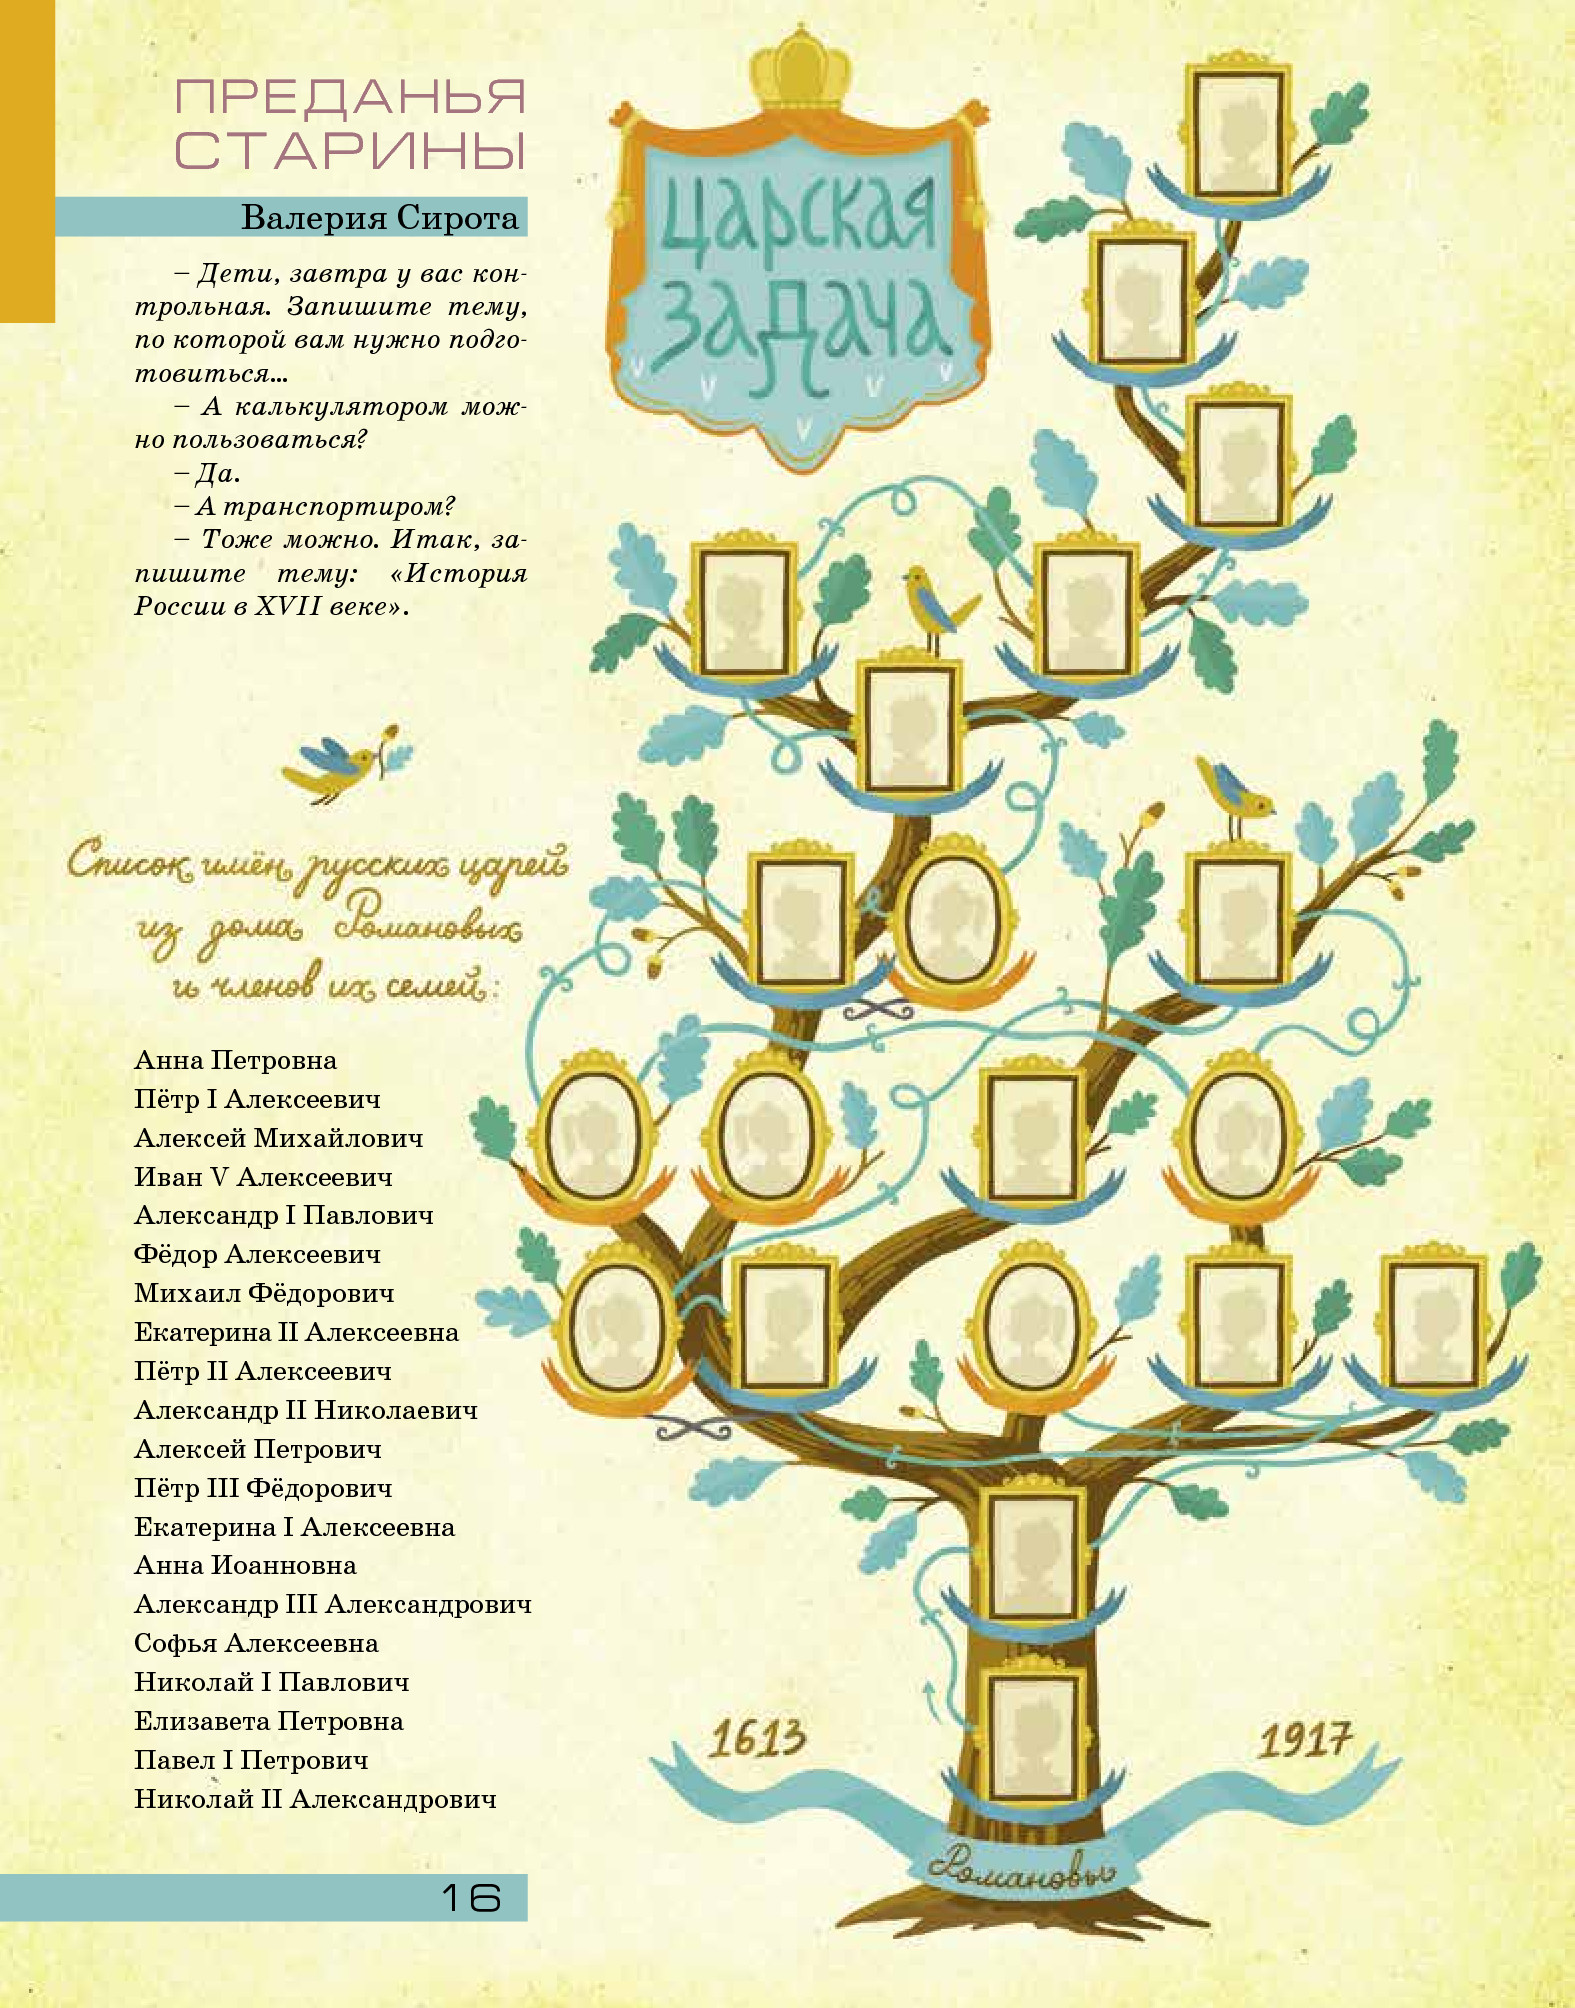 ПРЕДАНЬЯ
СТАРИНЫ
Валерия Сирота
– Дети, завтра у вас кон-
трольная. Запишите тему,
по которой вам нужно подго-
товиться...
– А калькулятором мож-
но пользоваться?
– Да.
– А транспортиром?
– Тоже можно. Итак, за-
пишите тему: «История
России в XVII веке».
Царская
задача
Список имён русских царей
из дома Романовых
и членов их семей:
Анна Петровна
Пётр I Алексеевич
Алексей Михайлович
Иван V Алексеевич
Александр I Павлович
Фёдор Алексеевич
Михаил Фёдорович
Екатерина II Алексеевна
Пётр II Алексеевич
Александр II Николаевич
Алексей Петрович
Пётр III Фёдорович
Екатерина I Алексеевна
Анна Иоанновна
Александр III Александрович
Софья Алексеевна
Николай I Павлович
Елизавета Петровна
Павел I Петрович
Николай II Александрович
1613
1917
Романовы
16